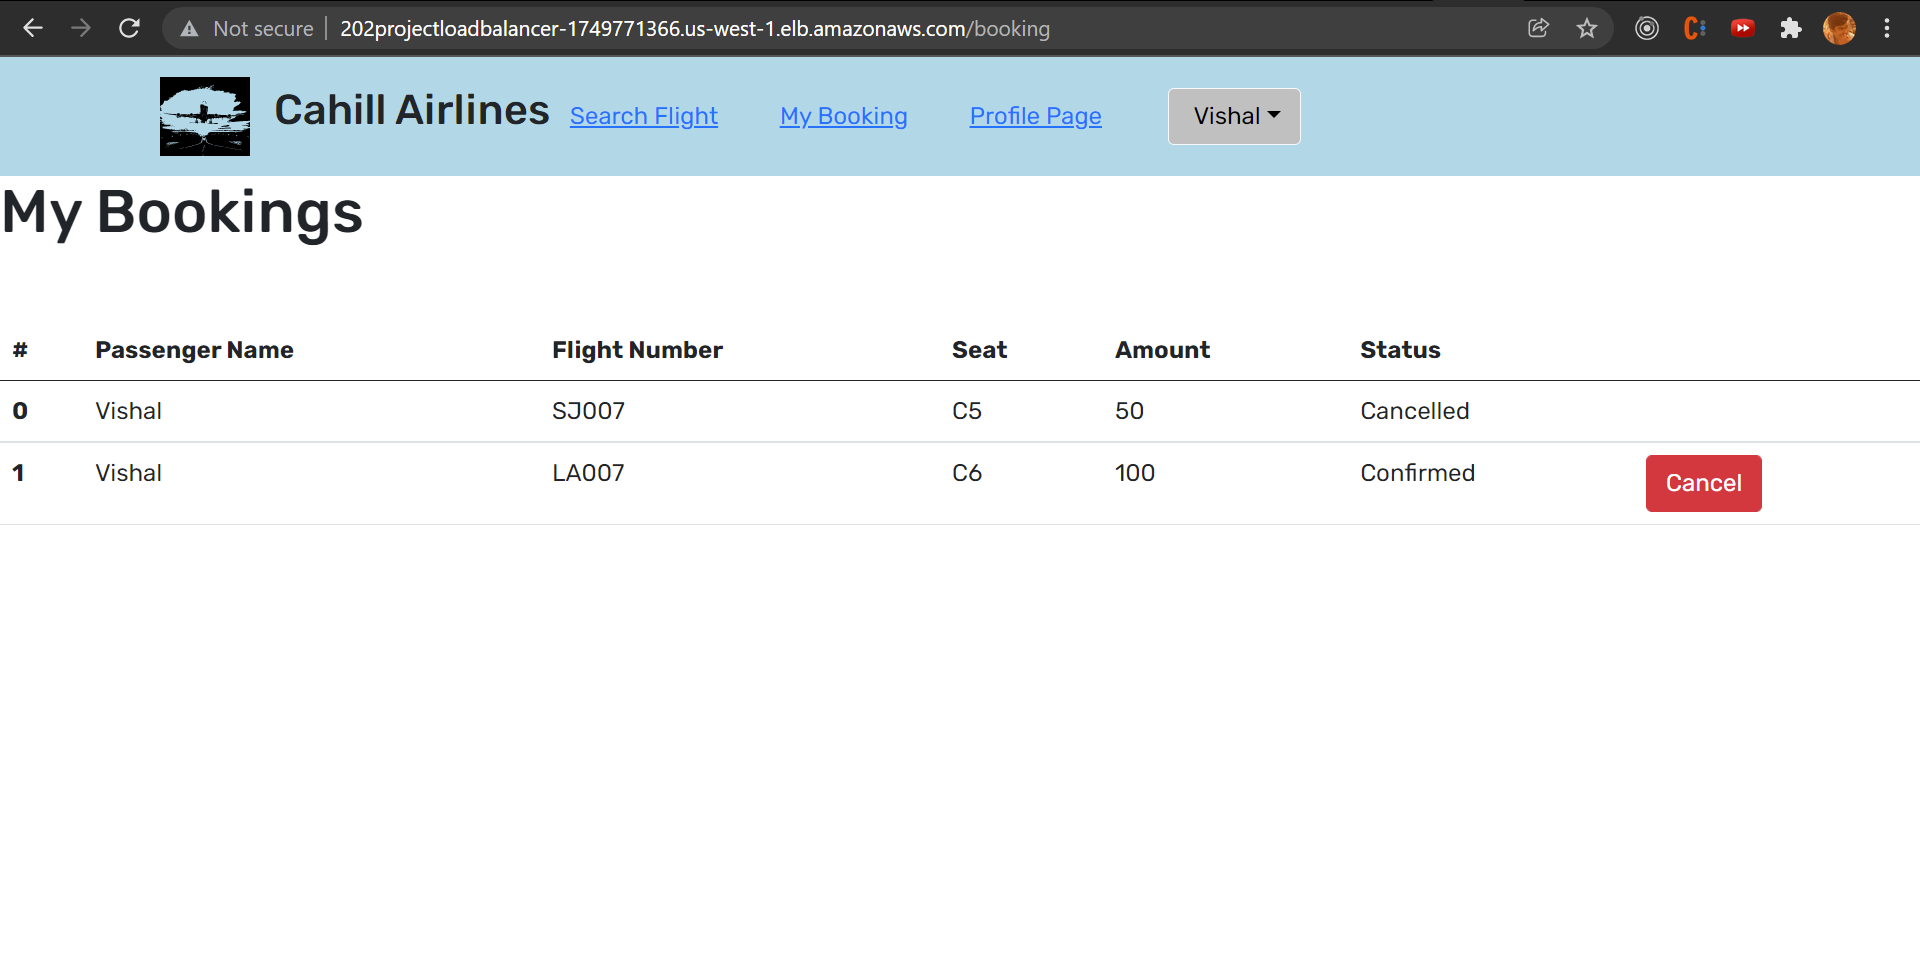 Not secure 202projectloadbalancer-1749771366.us-west-1.elb.amazonaws.com/booking
Cahill Airlines Search Flight My Booking Profile Page Vishal
My Bookings
# Passenger Name Flight Number Seat Amount Status
0 Vishal SJ007 C5 50 Cancelled
1 Vishal LA007 C6 100 Confirmed Cancel